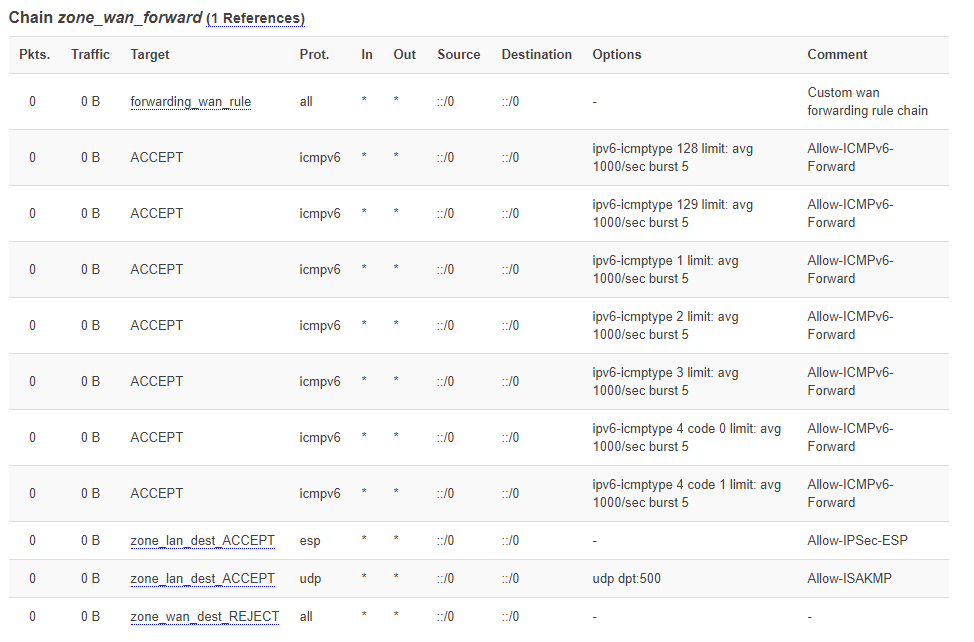 Chain zone_wan_forward (1 References)
Pkts. Traffic Target Prot. In Out Source Destination Options Comment
0 0 B forwarding_wan_rule all * * ::/0 ::/0 - Custom wan
forwarding rule chain
0 0 B ACCEPT icmpv6 * * ::/0 ::/0 ipv6-icmptype 128 limit: avg Allow-ICMPv6-
1000/sec burst 5 Forward
0 0 B ACCEPT icmpv6 * * ::/0 ::/0 ipv6-icmptype 129 limit: avg Allow-ICMPv6-
1000/sec burst 5 Forward
0 0 B ACCEPT icmpv6 * * ::/0 ::/0 ipv6-icmptype 1 limit: avg Allow-ICMPv6-
1000/sec burst 5 Forward
0 0 B ACCEPT icmpv6 * * ::/0 ::/0 ipv6-icmptype 2 limit: avg Allow-ICMPv6-
1000/sec burst 5 Forward
0 0 B ACCEPT icmpv6 * * ::/0 ::/0 ipv6-icmptype 3 limit: avg Allow-ICMPv6-
1000/sec burst 5 Forward
0 0 B ACCEPT icmpv6 * * ::/0 ::/0 ipv6-icmptype 4 code 0 limit: avg Allow-ICMPv6-
1000/sec burst 5 Forward
0 0 B ACCEPT icmpv6 * * ::/0 ::/0 ipv6-icmptype 4 code 1 limit: avg Allow-ICMPv6-
1000/sec burst 5 Forward
0 0 B zone_lan_dest_ACCEPT esp * * ::/0 ::/0 - Allow-IPSec-ESP
0 0 B zone_lan_dest_ACCEPT udp * * ::/0 ::/0 udp dpt:500 Allow-ISAKMP
0 0 B zone_wan_dest_REJECT all * * ::/0 ::/0 - -